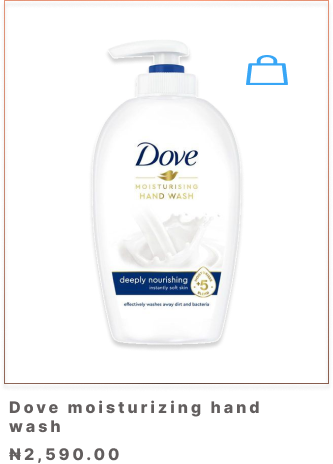 Dove
MOISTURISING
HAND WASH
deeply nourishing
instantly soft skin
+5
effectively washes away dirt and bacteria
Dove moisturizing hand
wash
₦2,590.00